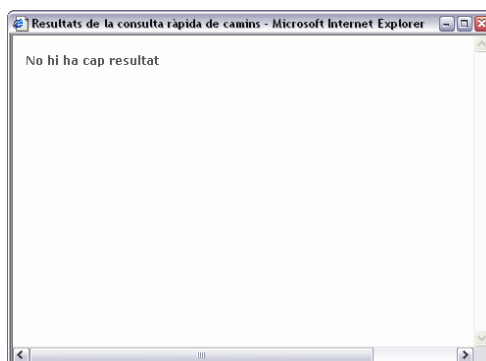 Resultats de la consulta ràpida de camins - Microsoft Internet Explorer
No hi ha cap resultat